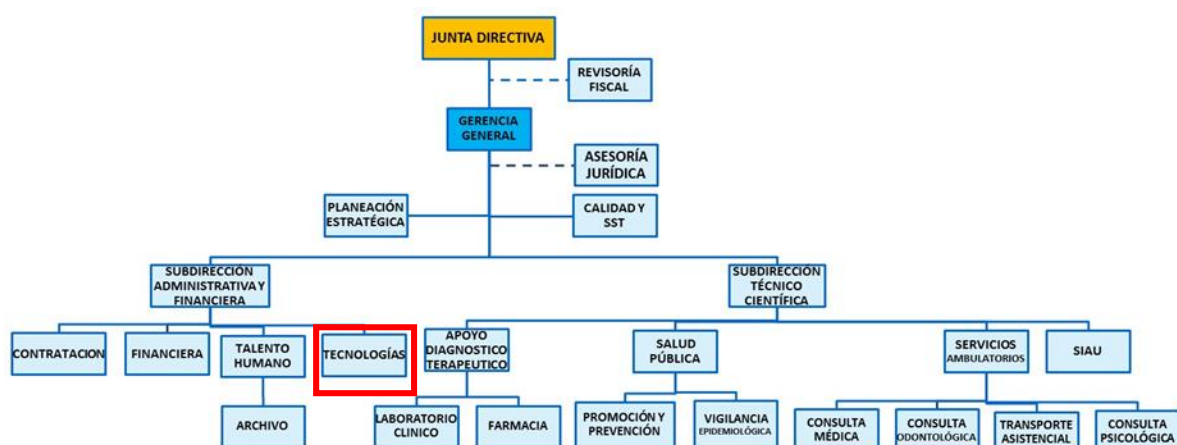 JUNTA DIRECTIVA
REVISORÍA
FISCAL
GERENCIA
GENERAL
ASESORÍA
JURÍDICA
PLANEACIÓN
ESTRATÉGICA
CALIDAD Y
SST
SUBDIRECCIÓN
ADMINISTRATIVA Y
FINANCIERA
SUBDIRECCIÓN
TÉCNICO
CIENTÍFICA
CONTRATACION
FINANCIERA
TALENTO
HUMANO
TECNOLOGÍAS
APOYO
DIAGNOSTICO
TERAPEUTICO
SALUD
PÚBLICA
SERVICIOS
AMBULATORIOS
SIAU
ARCHIVO
LABORATORIO
CLINICO
FARMACIA
PROMOCIÓN Y
PREVENCIÓN
VIGILANCIA
EPIDEMIOLÓGICA
CONSULTA
MÉDICA
CONSULTA
ODONTOLÓGICA
TRANSPORTE
ASISTENCIAL
CONSULTA
PSICOLÓGICA